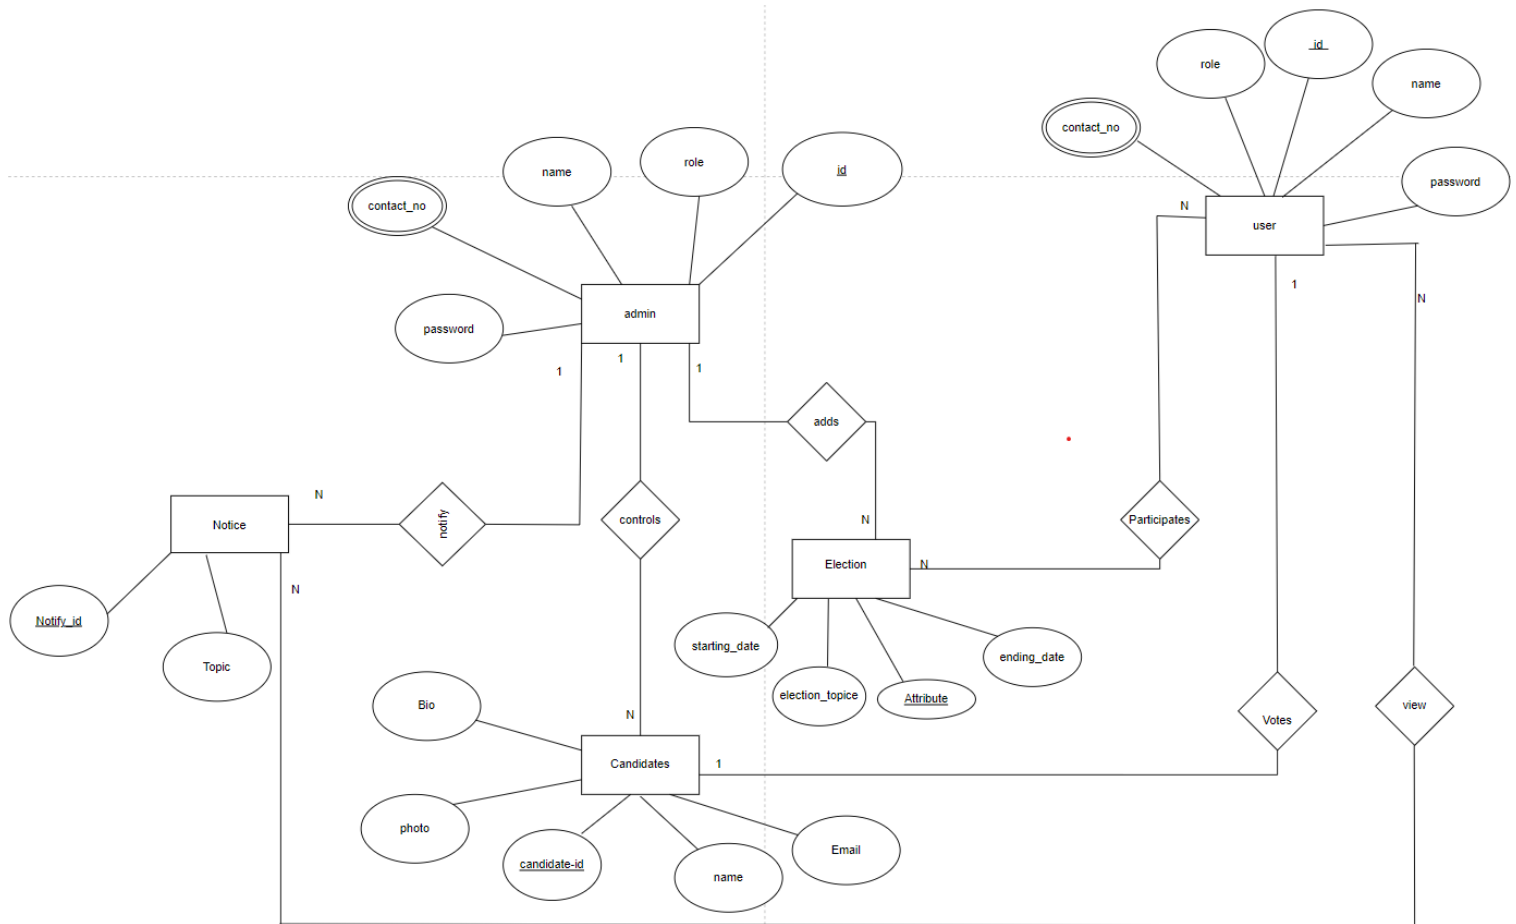 id
role
name
contact_no
password
user
N
1
N
name
role
id
contact_no
password
admin
1
1
1
adds
notify
controls
Participates
Notice
N
N
Election
N
N
Notify_id
Topic
starting_date
election_topice
Attribute
ending_date
Votes
view
Bio
N
Candidates
1
photo
candidate-id
name
Email